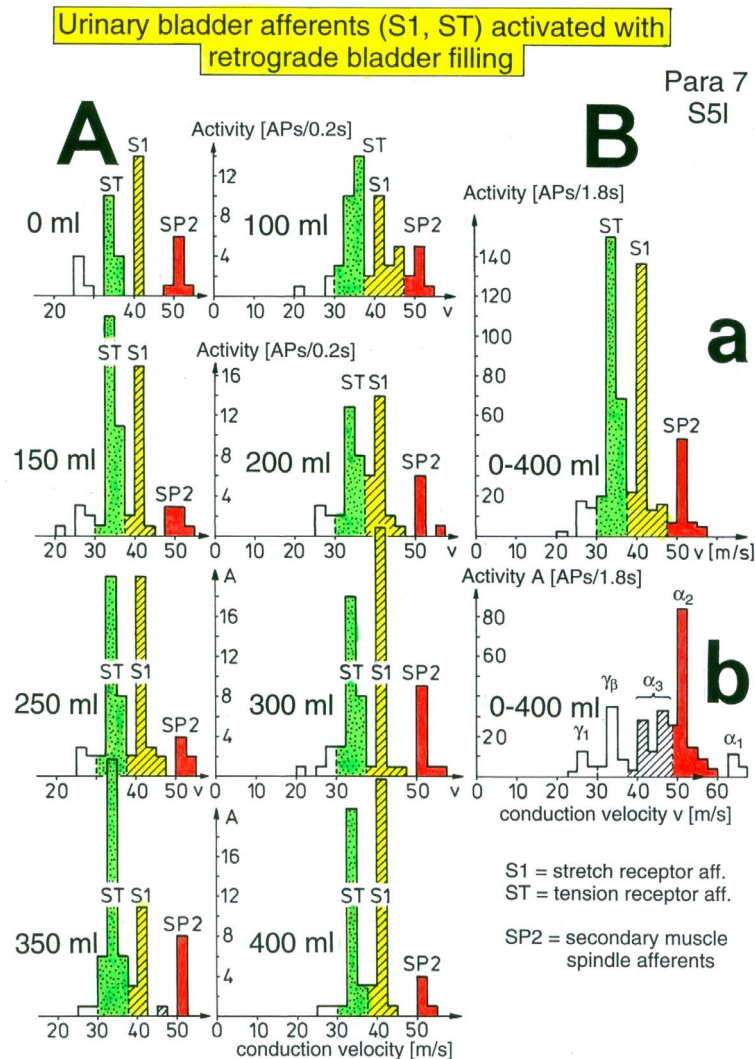 Urinary bladder afferents (S1, ST) activated with
retrograde bladder filling
Para 7
S5l
A
B
Activity [APs/0.2s]
ST S1 SP2
0 ml
20 40 50 0
12
8
4
ST
S1
SP2
100 ml
20 30 40 50 v
Activity [APs/1.8s]
ST
S1
SP2
140
120
100
80
60
40
20
0-400 ml
0 20 30 40 50 v [m/s]
a
ST S1
SP2
150 ml
20 30 40 50 0
Activity [APs/0.2s]
16
12
8
4
ST S1
SP2
200 ml
20 30 40 50 v
ST S1
SP2
250 ml
20 30 40 50 v
A
16
12
8
4
0
ST S1 SP2
300 ml
20 30 40 50 v
Activity A [APs/1.8s]
80
60
40
20
γ1 γβ α3 α2 α1
0-400 ml
b
0 20 30 40 50 60
conduction velocity v [m/s]
ST S1
SP2
350 ml
20 30 40 50 0
A
16
12
8
4
ST S1
SP2
400 ml
20 30 40 50
conduction velocity [m/s]
S1 = stretch receptor aff.
ST = tension receptor aff.
SP2 = secondary muscle
spindle afferents